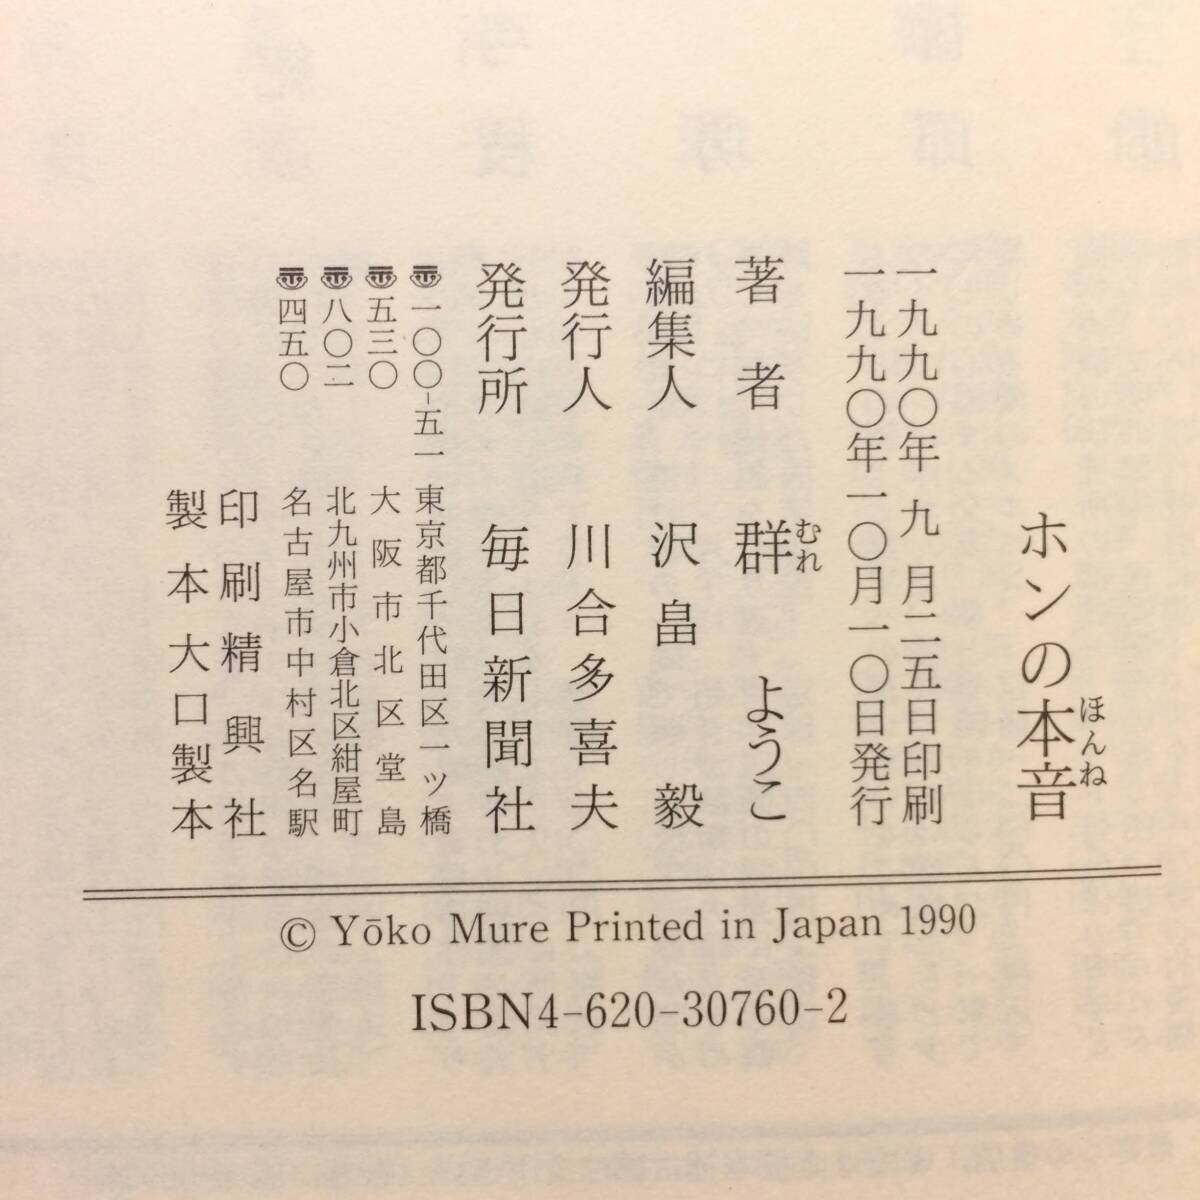 ホンの本音
ほんね
一九九〇年 九 月二五日印刷
一九九〇年一〇月一〇日発行
著者 群 ようこ
むれ
編集人 沢畠 毅
発行人 川合多喜夫
発行所 毎日新聞社
〒一〇〇-五一 東京都千代田区一ツ橋
〒五三〇 大阪市北区堂島
〒八〇二 北九州市小倉北区紺屋町
〒四五〇 名古屋市中村区名駅
印刷 精興社
製本 大口製本
© Yōko Mure Printed in Japan 1990
ISBN4-620-30760-2